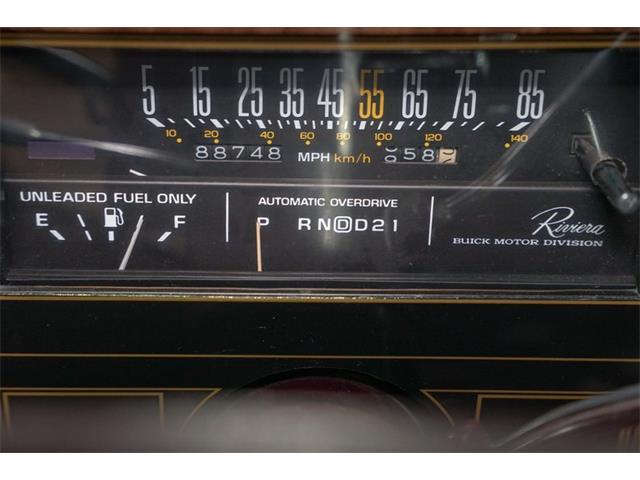 5 15 25 35 45 55 65 75 85
10 20 40 60 80 100 120 140
88748 MPH km/h 58
UNLEADED FUEL ONLY
E F
AUTOMATIC OVERDRIVE
P R N D D 2 1
Riviera
BUICK MOTOR DIVISION